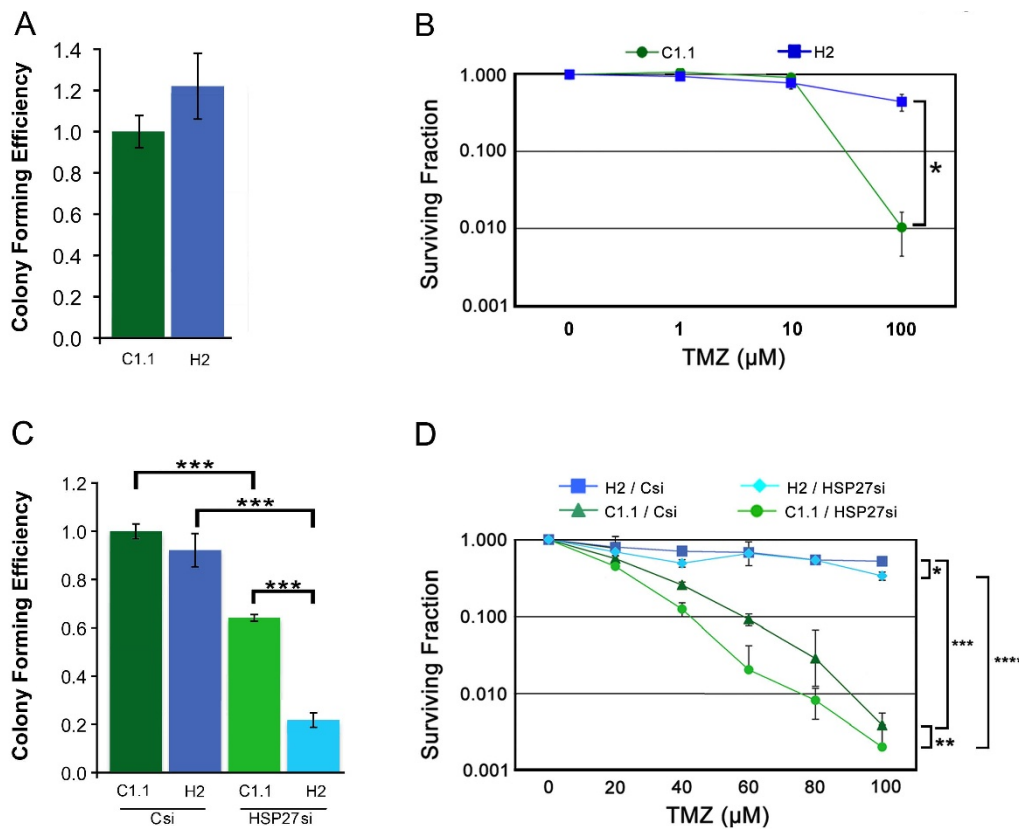 A
Colony Forming Efficiency
1.4
1.2
1.0
0.8
0.6
0.4
0.2
0.0
C1.1 H2
B
C1.1 H2
Surviving Fraction
1.000
0.100
0.010
0.001
*
0 1 10 100
TMZ (µM)
C
Colony Forming Efficiency
1.2
1.0
0.8
0.6
0.4
0.2
0.0
***
***
***
C1.1 H2 C1.1 H2
Csi HSP27si
D
H2 / Csi H2 / HSP27si
C1.1 / Csi C1.1 / HSP27si
Surviving Fraction
1.000
0.100
0.010
0.001
*
***
****
**
0 20 40 60 80 100
TMZ (µM)